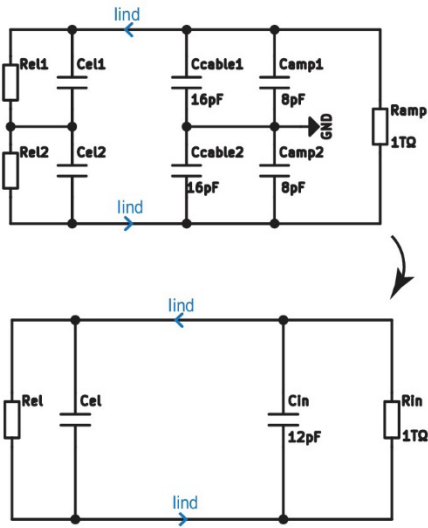 Iind
Rel1 Cel1 Ccable1 Camp1
16pF 8pF
Ramp
1TΩ
GND
Rel2 Cel2 Ccable2 Camp2
16pF 8pF
Iind
Iind
Rel Cel Cin Rin
12pF 1TΩ
Iind